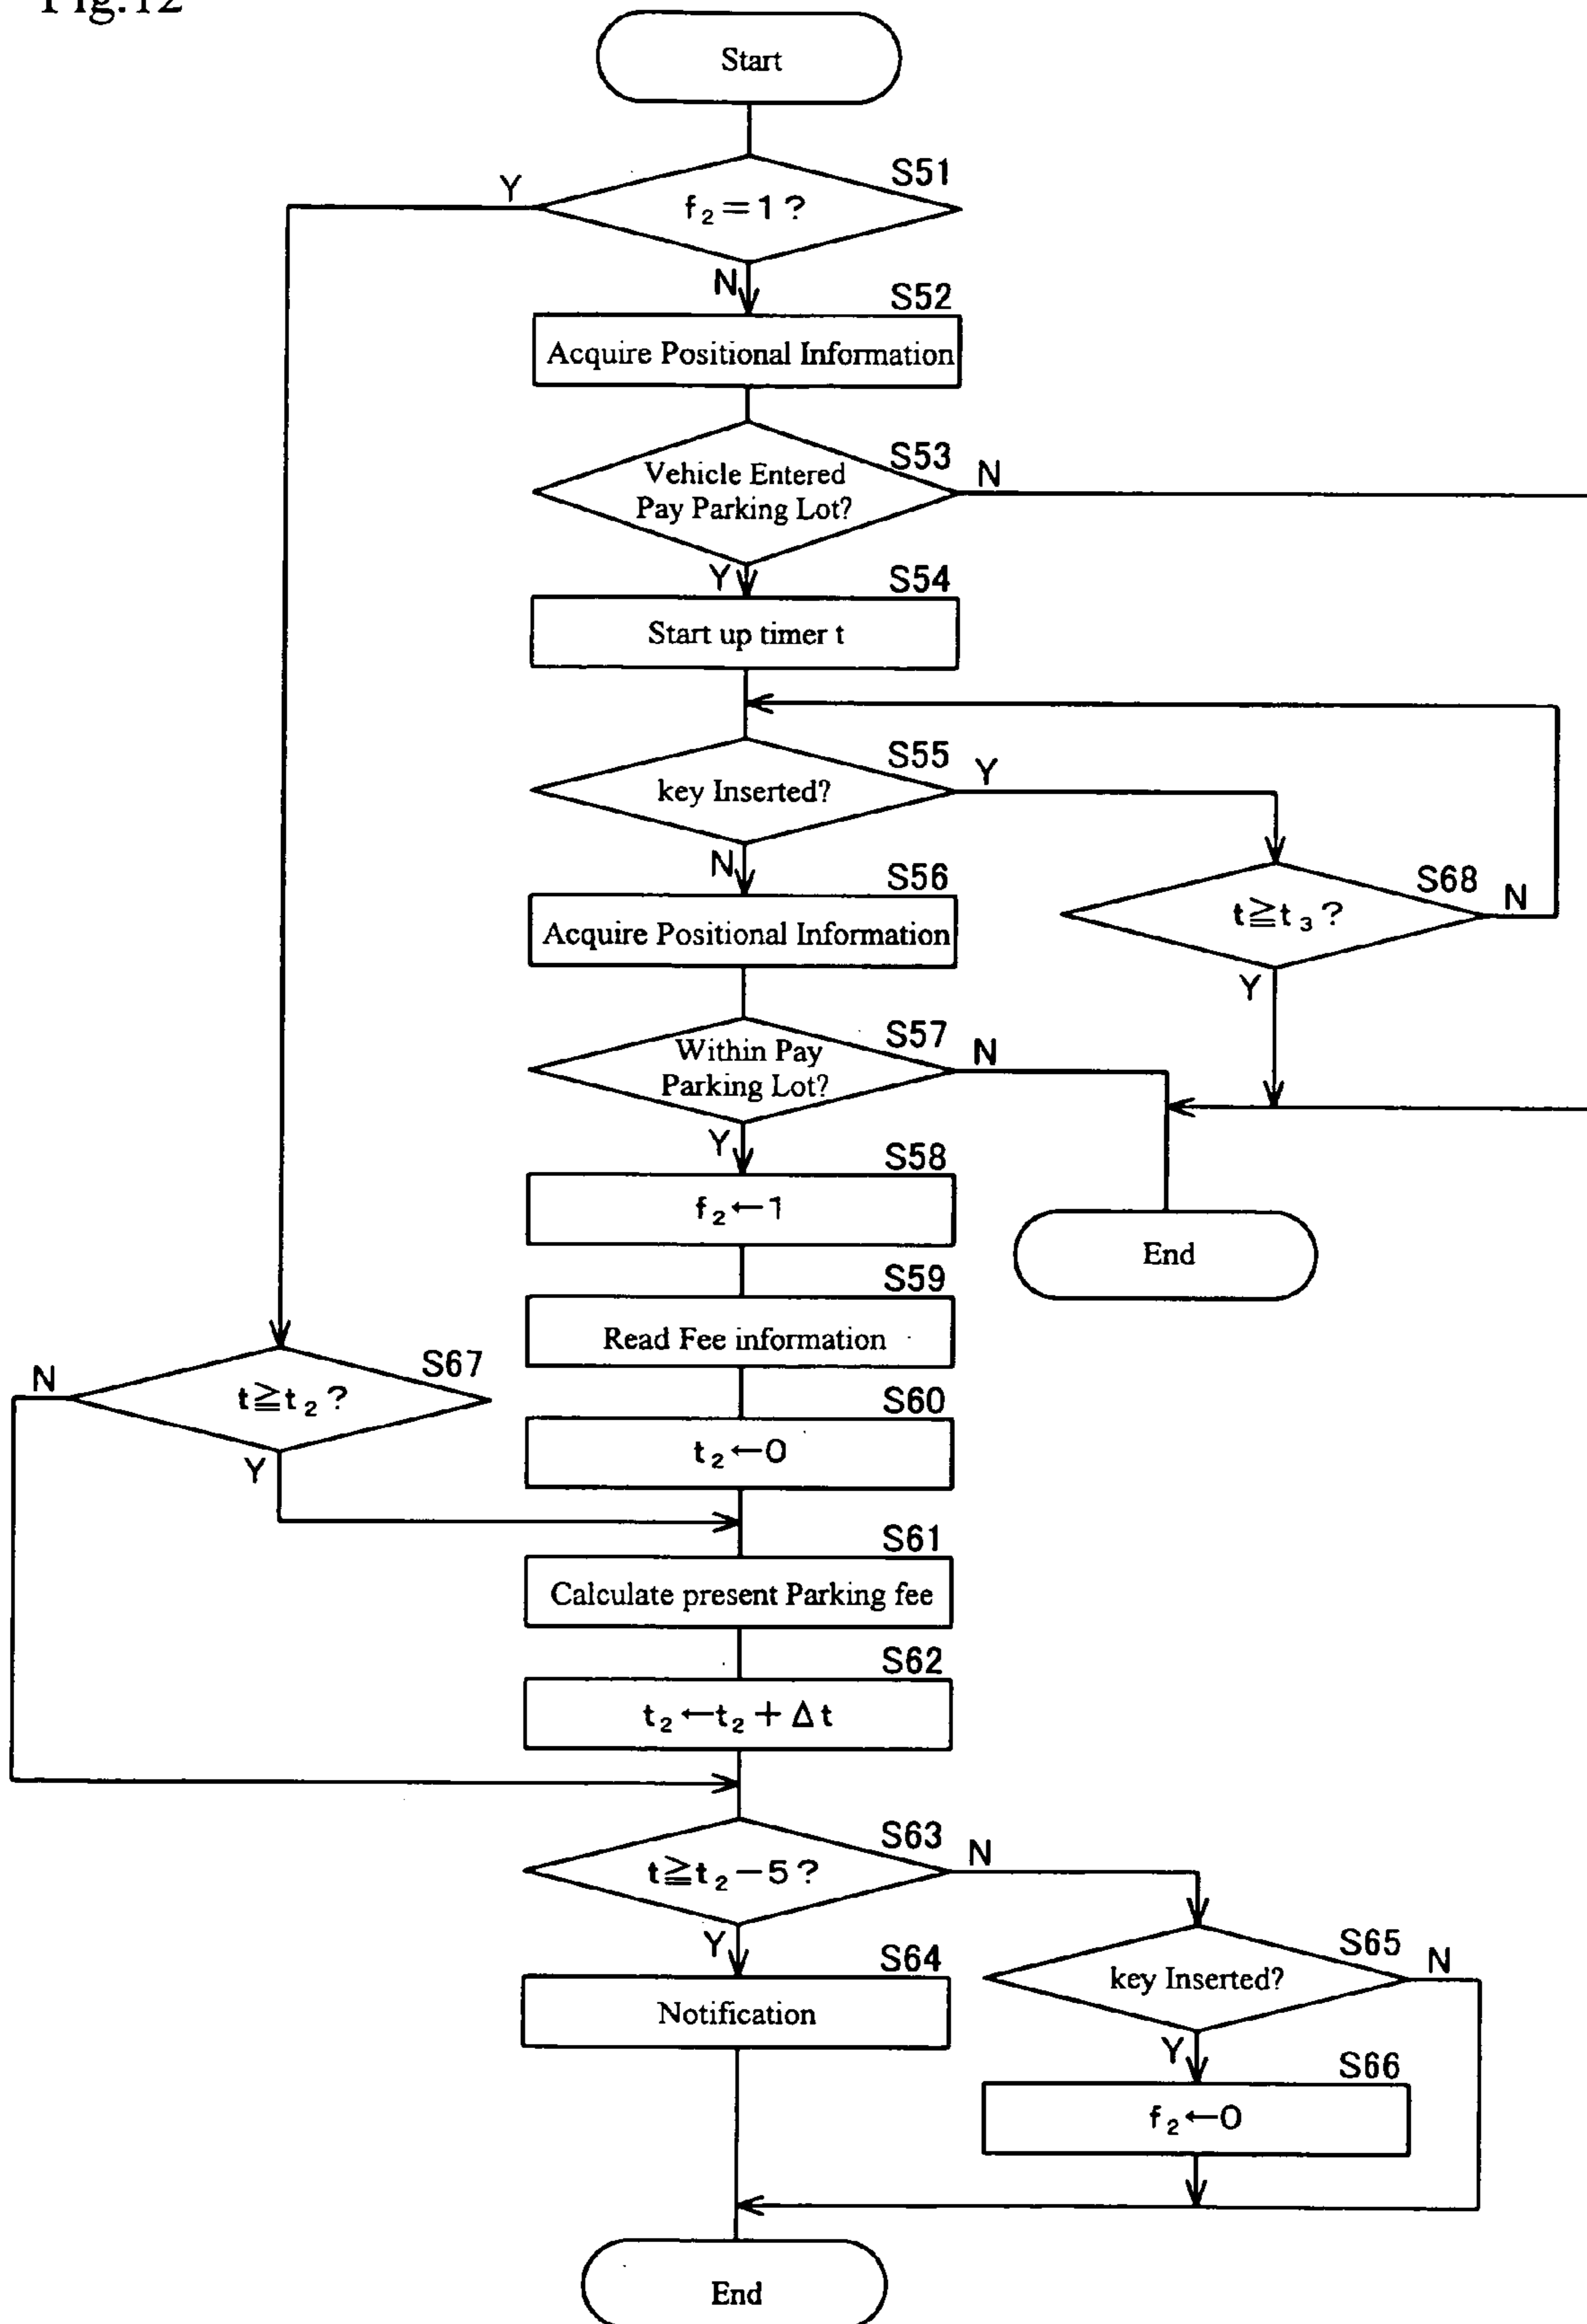 Fig.12
Start
S51
Y
f₂=1?
N
S52
Acquire Positional Information
S53
Vehicle Entered
Pay Parking Lot?
N
Y
S54
Start up timer t
S55
key Inserted?
Y
N
S56
Acquire Positional Information
S68
t≧t₃?
N
Y
S57
Within Pay
Parking Lot?
N
Y
S58
f₂←1
End
S59
Read Fee information
S67
N
t≧t₂?
Y
S60
t₂←0
S61
Calculate present Parking fee
S62
t₂←t₂+Δt
S63
t≧t₂−5?
N
Y
S64
Notification
S65
key Inserted?
N
Y
S66
f₂←0
End